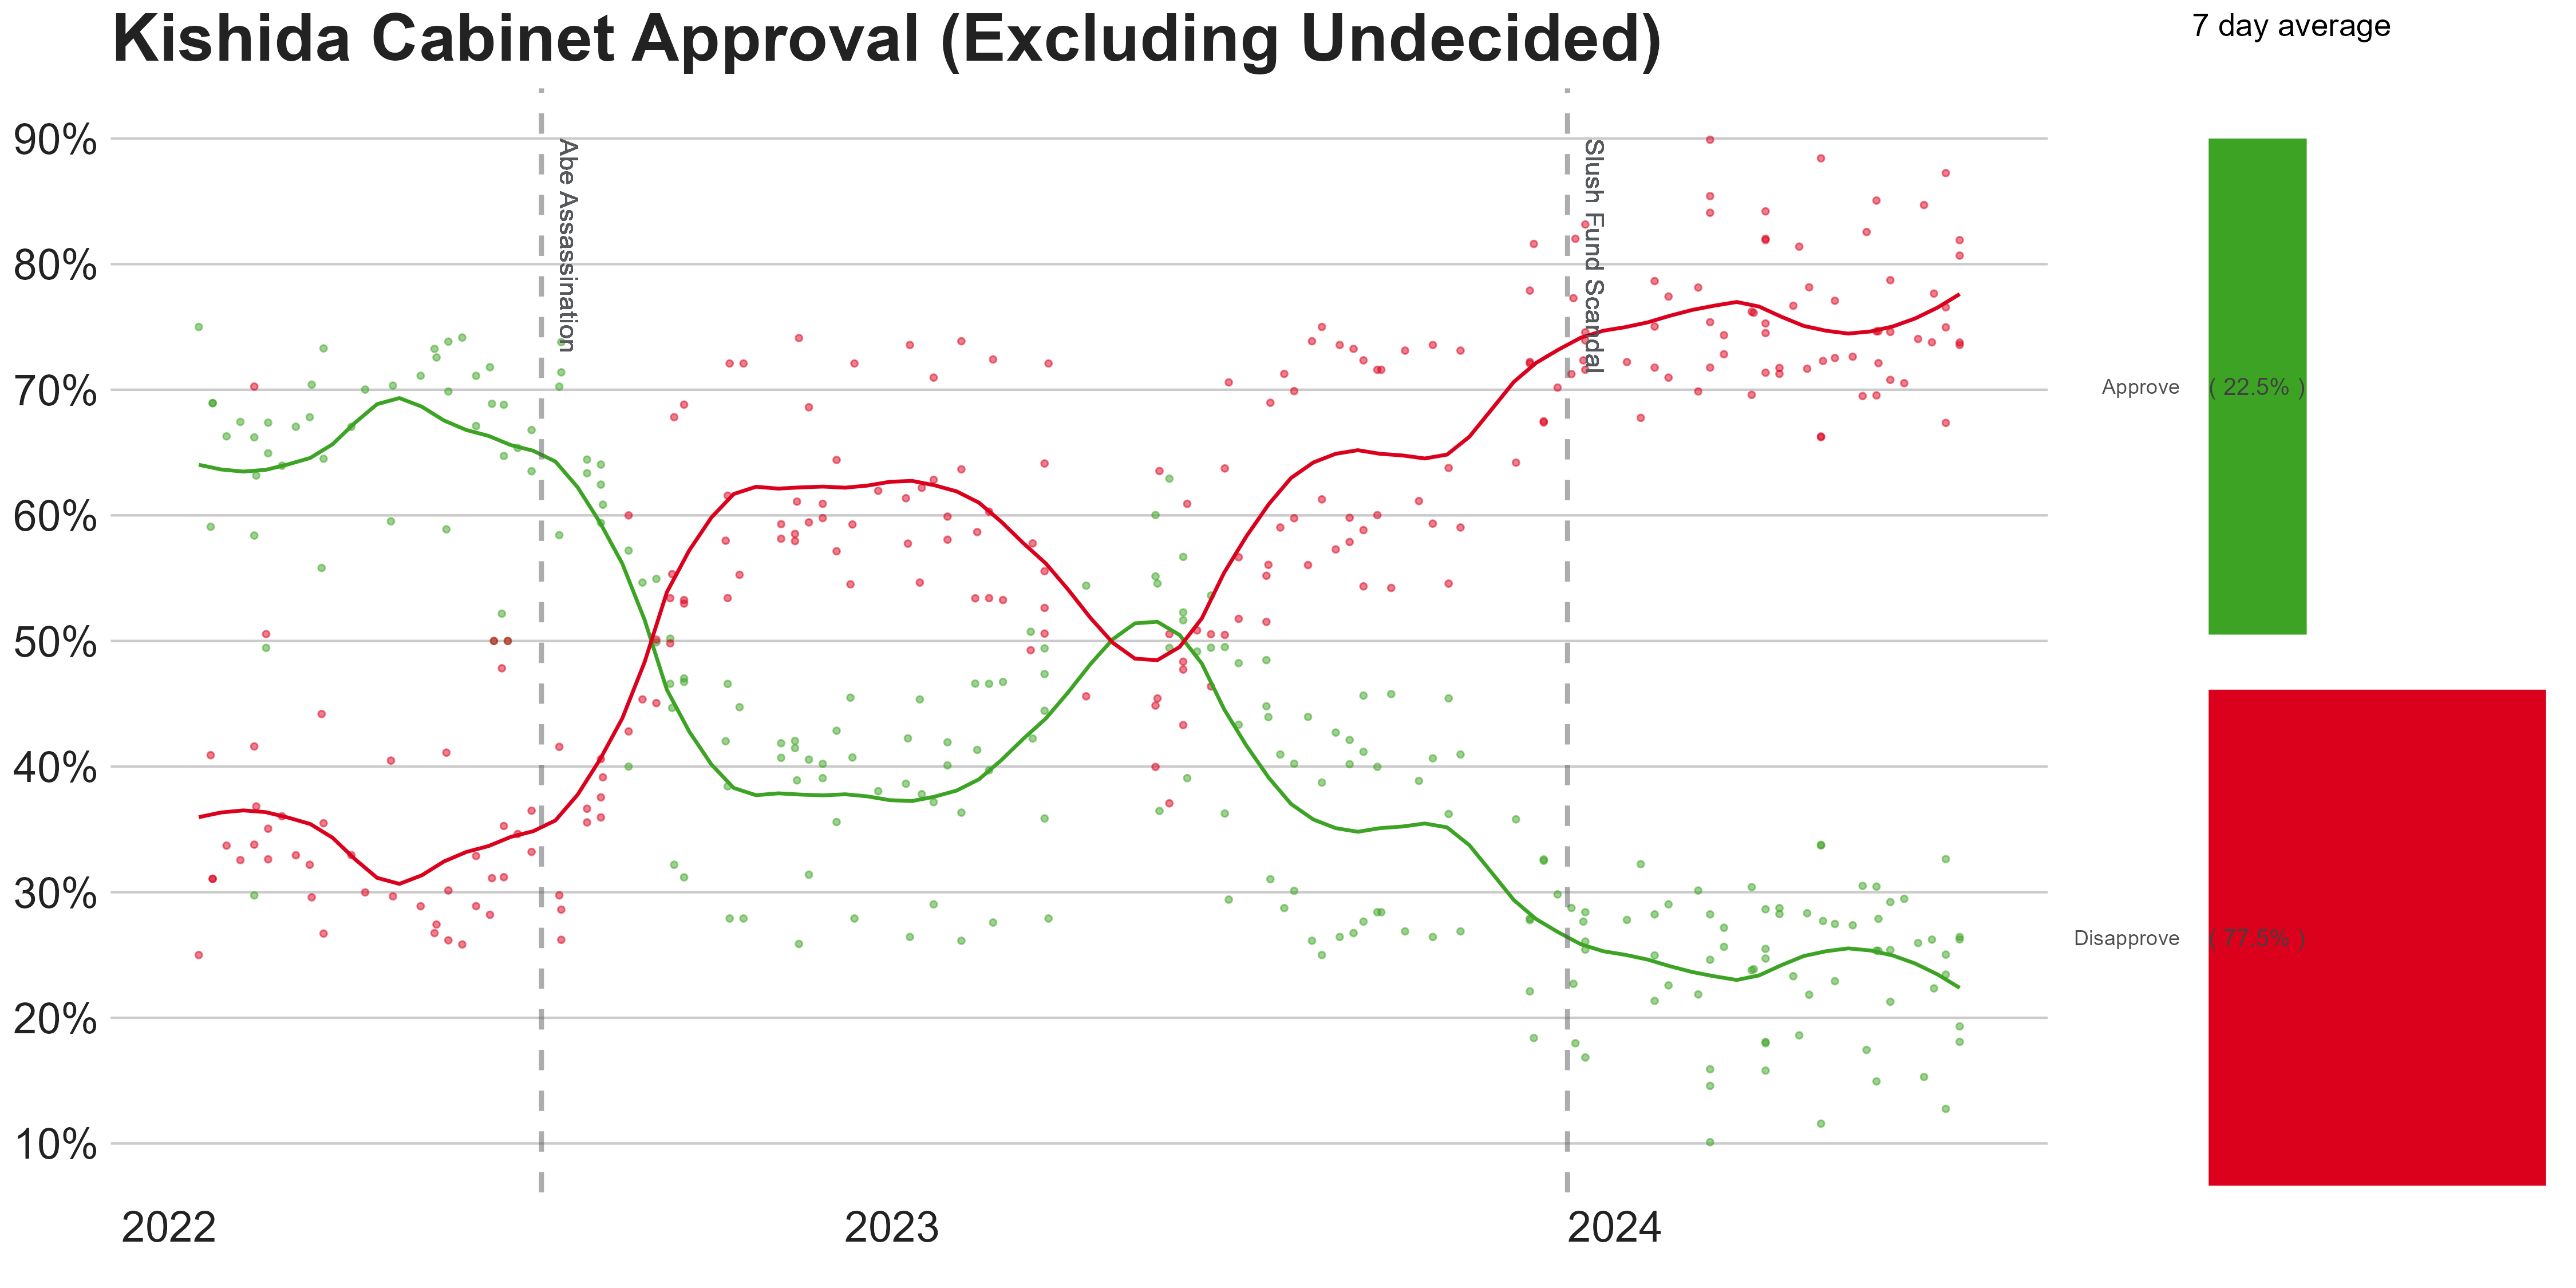 Kishida Cabinet Approval (Excluding Undecided)
7 day average
90%
80%
70%
60%
50%
40%
30%
20%
10%
Abe Assassination
Slush Fund Scandal
2022
2023
2024
Approve
( 22.5% )
Disapprove
( 77.5% )